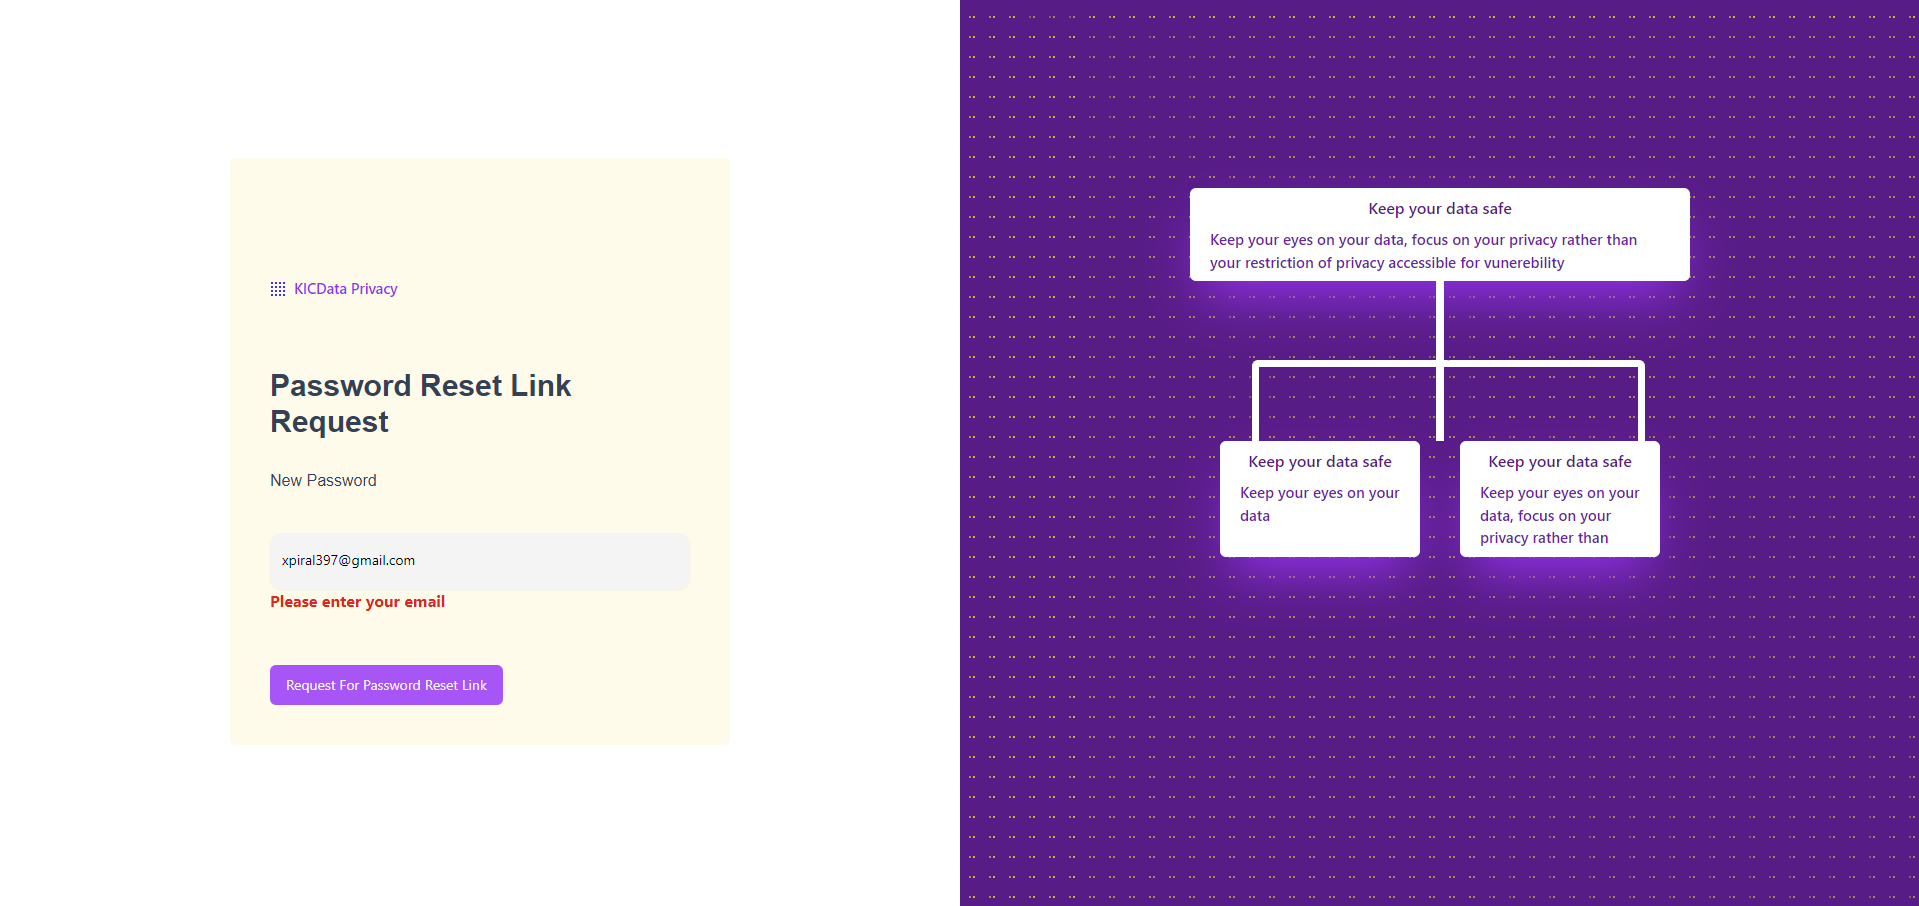 KICData Privacy
Password Reset Link
Request
New Password
xpiral397@gmail.com
Please enter your email
Request For Password Reset Link
Keep your data safe
Keep your eyes on your data, focus on your privacy rather than
your restriction of privacy accessible for vunerebility
Keep your data safe
Keep your eyes on your
data
Keep your data safe
Keep your eyes on your
data, focus on your
privacy rather than